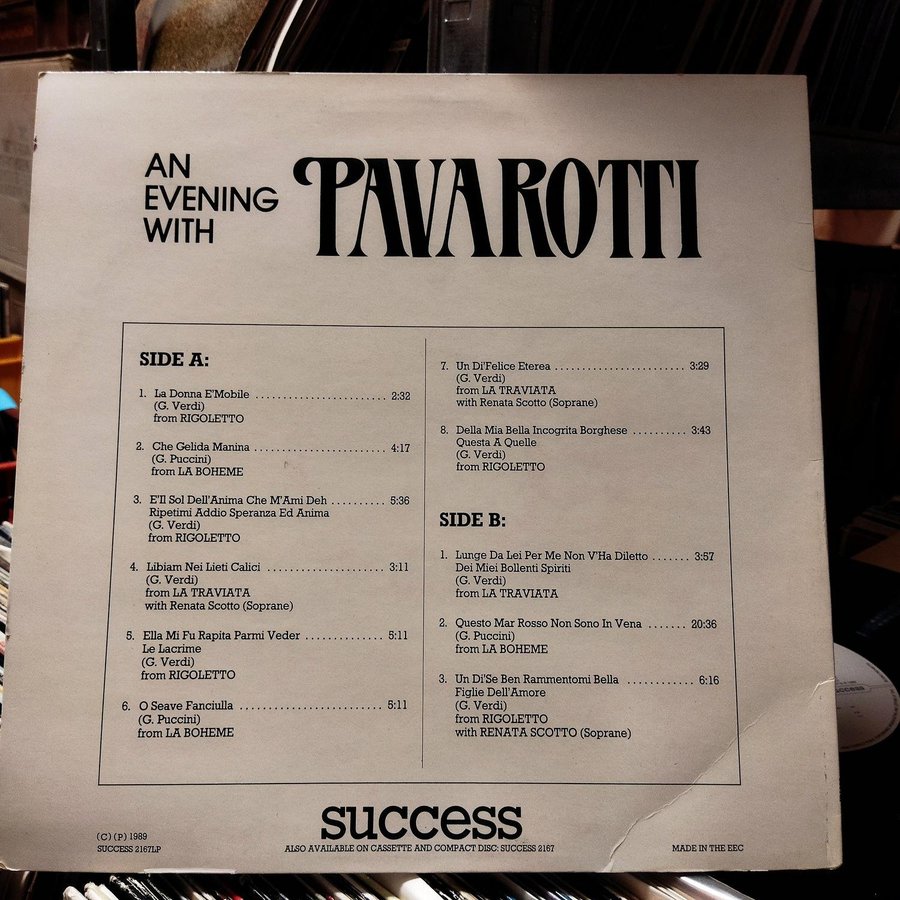 AN
EVENING
WITH
PAVAROTTI
SIDE A:
1. La Donna E'Mobile ........................ 2:32
(G. Verdi)
from RIGOLETTO
2. Che Gelida Manina ........................ 4:17
(G. Puccini)
from LA BOHEME
3. E'Il Sol Dell'Anima Che M'Ami Deh .......... 5:36
Ripetimi Addio Speranza Ed Anima
(G. Verdi)
from RIGOLETTO
4. Libiam Nei Lieti Calici ..................... 3:11
(G. Verdi)
from LA TRAVIATA
with Renata Scotto (Soprane)
5. Ella Mi Fu Rapita Parmi Veder .............. 5:11
Le Lacrime
(G. Verdi)
from RIGOLETTO
6. O Seave Fanciulla .......................... 5:11
(G. Puccini)
from LA BOHEME
7. Un Di'Felice Eterea ........................ 3:29
(G. Verdi)
from LA TRAVIATA
with Renata Scotto (Soprane)
8. Della Mia Bella Incogrita Borghese .......... 3:43
Questa A Quelle
(G. Verdi)
from RIGOLETTO
SIDE B:
1. Lunge Da Lei Per Me Non V'Ha Diletto ....... 3:57
Dei Miei Bollenti Spiriti
(G. Verdi)
from LA TRAVIATA
2. Questo Mar Rosso Non Sono In Vena ....... 20:36
(G. Puccini)
from LA BOHEME
3. Un Di'Se Ben Rammentomi Bella ............ 6:16
Figlie Dell'Amore
(G. Verdi)
from RIGOLETTO
with RENATA SCOTTO (Soprane)
success
(C) (P) 1989
SUCCESS 2167LP
ALSO AVAILABLE ON CASSETTE AND COMPACT DISC: SUCCESS 2167
MADE IN THE EEC
success